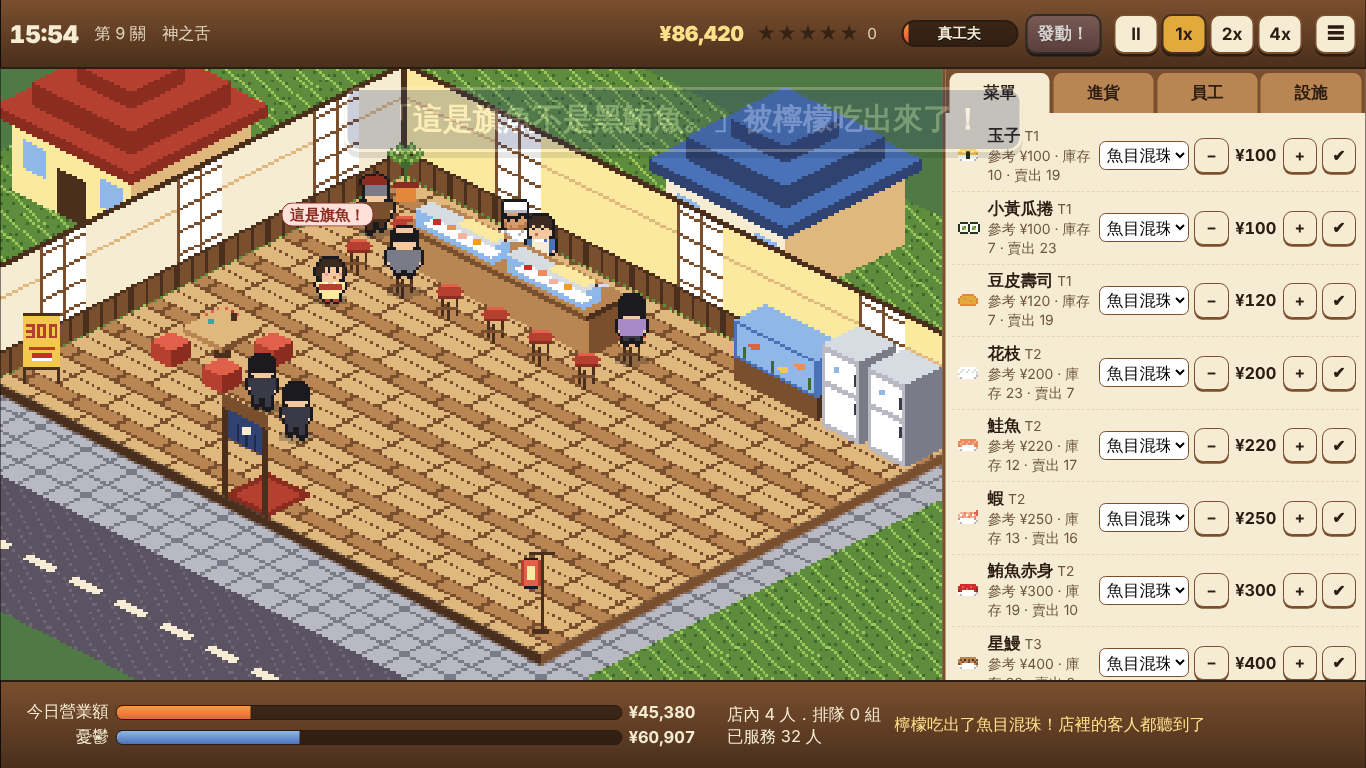 15:54 第 9 關 神之舌 ¥86,420 ★★★★★ 0 真工夫 發動！ II 1x 2x 4x ☰
「這是旗魚不是黑鮪魚。」被檸檬吃出來了！
這是旗魚！
300
菜單 進貨 員工 設施
玉子 T1
參考 ¥100 · 庫存 魚目混珠 − ¥100 + ✔
10 · 賣出 19
小黃瓜捲 T1
參考 ¥100 · 庫存 魚目混珠 − ¥100 + ✔
7 · 賣出 23
豆皮壽司 T1
參考 ¥120 · 庫存 魚目混珠 − ¥120 + ✔
7 · 賣出 19
花枝 T2
參考 ¥200 · 庫 魚目混珠 − ¥200 + ✔
存 23 · 賣出 7
鮭魚 T2
參考 ¥220 · 庫 魚目混珠 − ¥220 + ✔
存 12 · 賣出 17
蝦 T2
參考 ¥250 · 庫 魚目混珠 − ¥250 + ✔
存 13 · 賣出 16
鮪魚赤身 T2
參考 ¥300 · 庫 魚目混珠 − ¥300 + ✔
存 19 · 賣出 10
星鰻 T3
參考 ¥400 · 庫 魚目混珠 − ¥400 + ✔
今日營業額 ¥45,380
憂鬱 ¥60,907
店內 4 人．排隊 0 組
已服務 32 人
檸檬吃出了魚目混珠！店裡的客人都聽到了